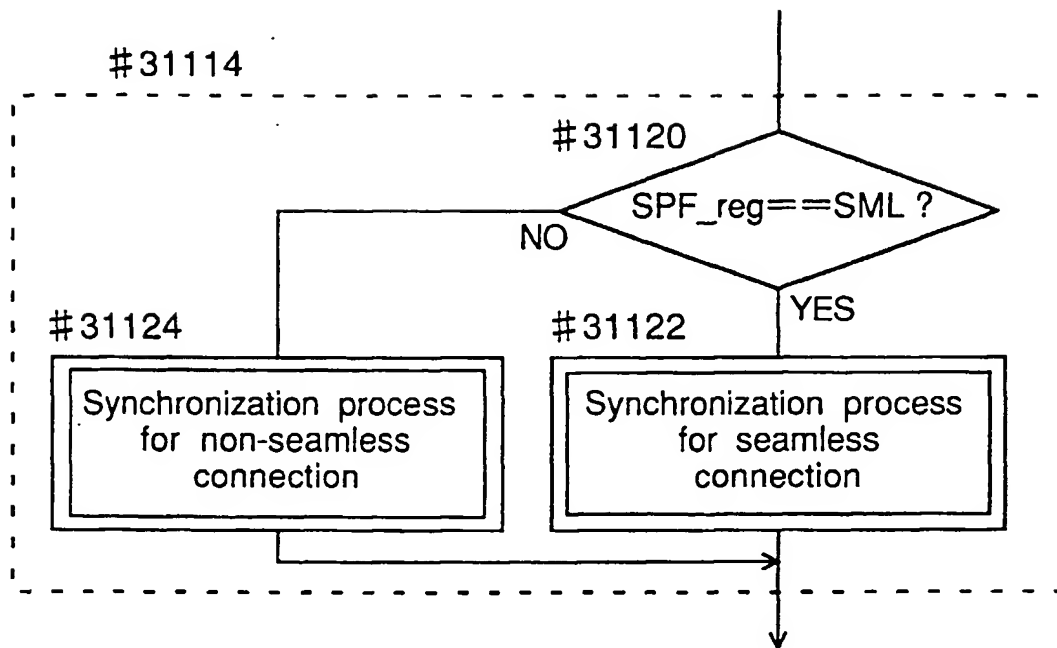 #31114
#31120
SPF_reg==SML ?
NO
YES
#31124
#31122
Synchronization process
for non-seamless
connection
Synchronization process
for seamless
connection